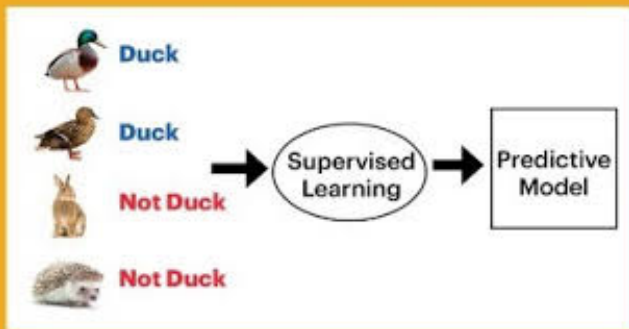 Duck
Duck
Not Duck
Not Duck
Supervised
Learning
Predictive
Model